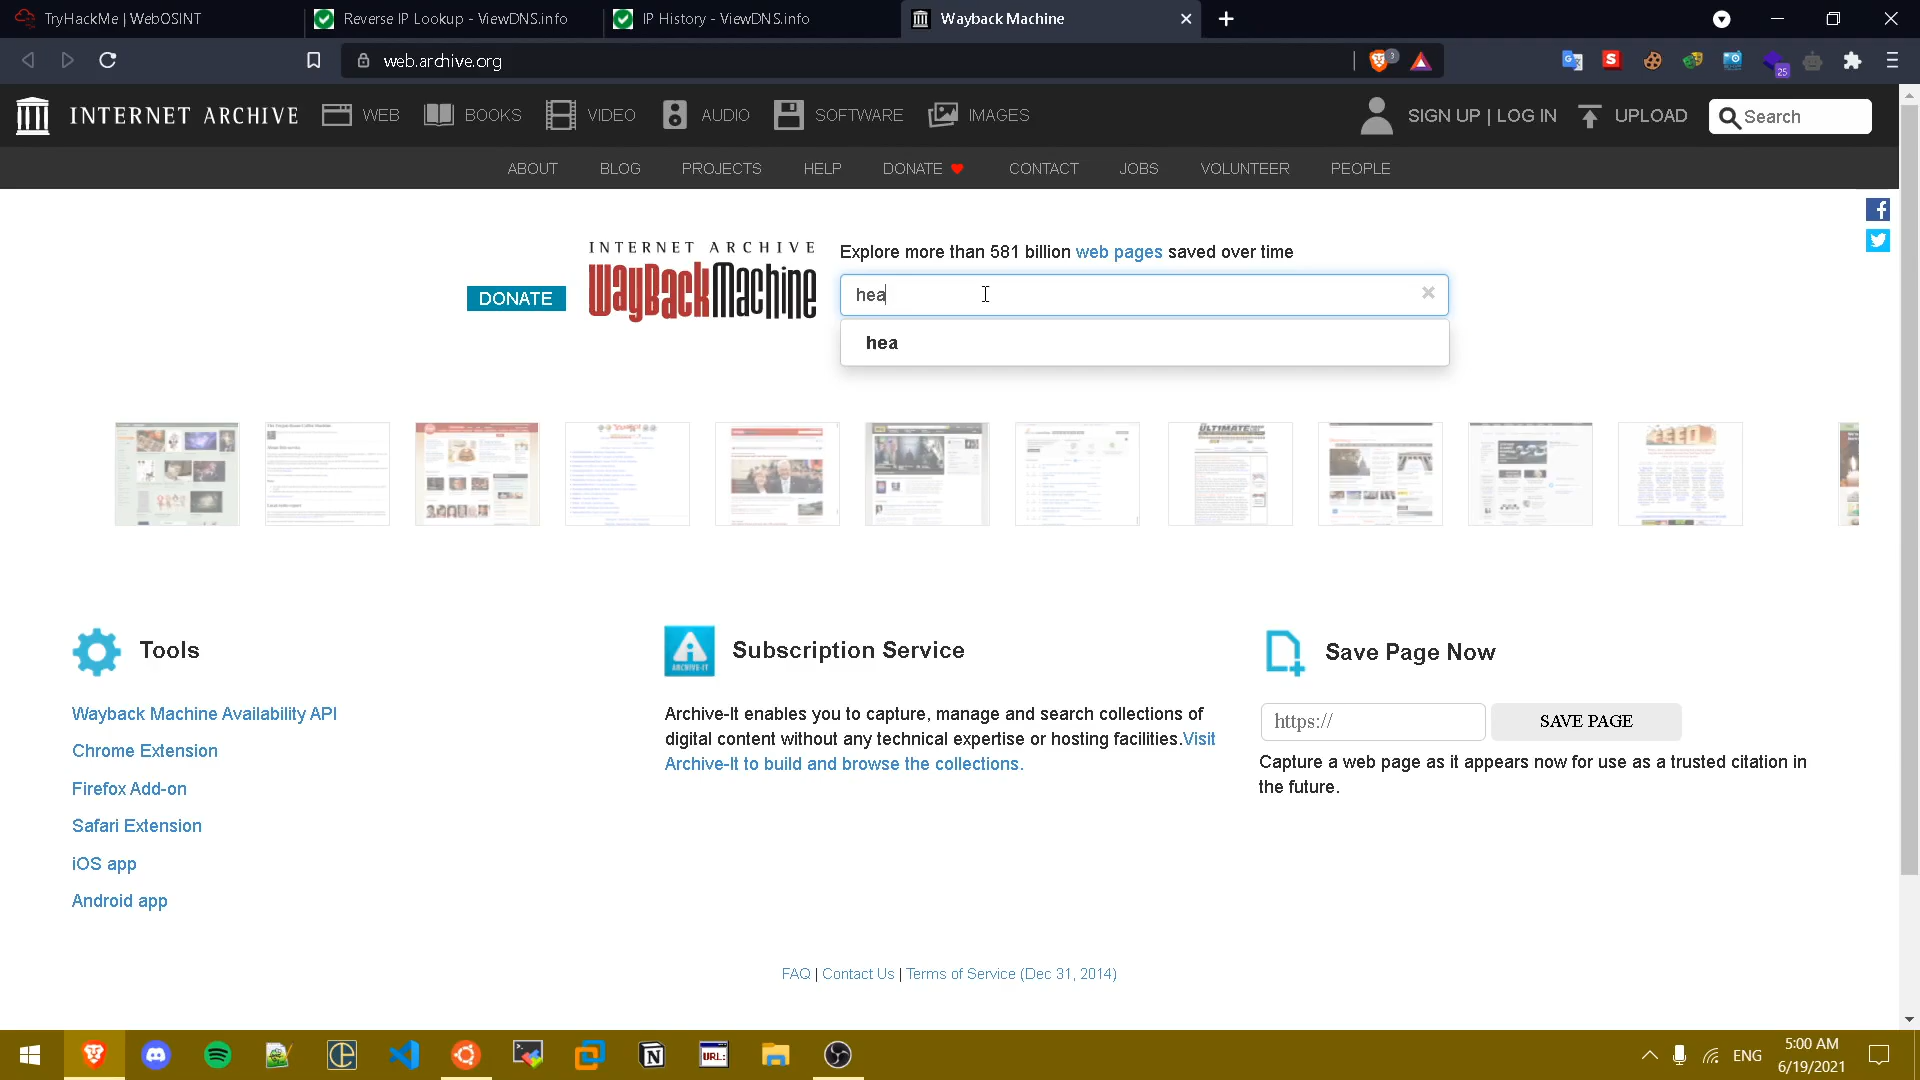 TryHackMe | WebOSINT
Reverse IP Lookup - ViewDNS.info
IP History - ViewDNS.info
Wayback Machine
web.archive.org
3
S
25
INTERNET ARCHIVE
WEB
BOOKS
VIDEO
AUDIO
SOFTWARE
IMAGES
SIGN UP | LOG IN
UPLOAD
Search
ABOUT
BLOG
PROJECTS
HELP
DONATE
CONTACT
JOBS
VOLUNTEER
PEOPLE
DONATE
INTERNET ARCHIVE
WayBackMachine
Explore more than 581 billion web pages saved over time
hea
hea
Tools
Wayback Machine Availability API
Chrome Extension
Firefox Add-on
Safari Extension
iOS app
Android app
ARCHIVE-IT
Subscription Service
Archive-It enables you to capture, manage and search collections of
digital content without any technical expertise or hosting facilities.Visit
Archive-It to build and browse the collections.
Save Page Now
https://
SAVE PAGE
Capture a web page as it appears now for use as a trusted citation in
the future.
FAQ | Contact Us | Terms of Service (Dec 31, 2014)
URL:
ENG
5:00 AM
6/19/2021